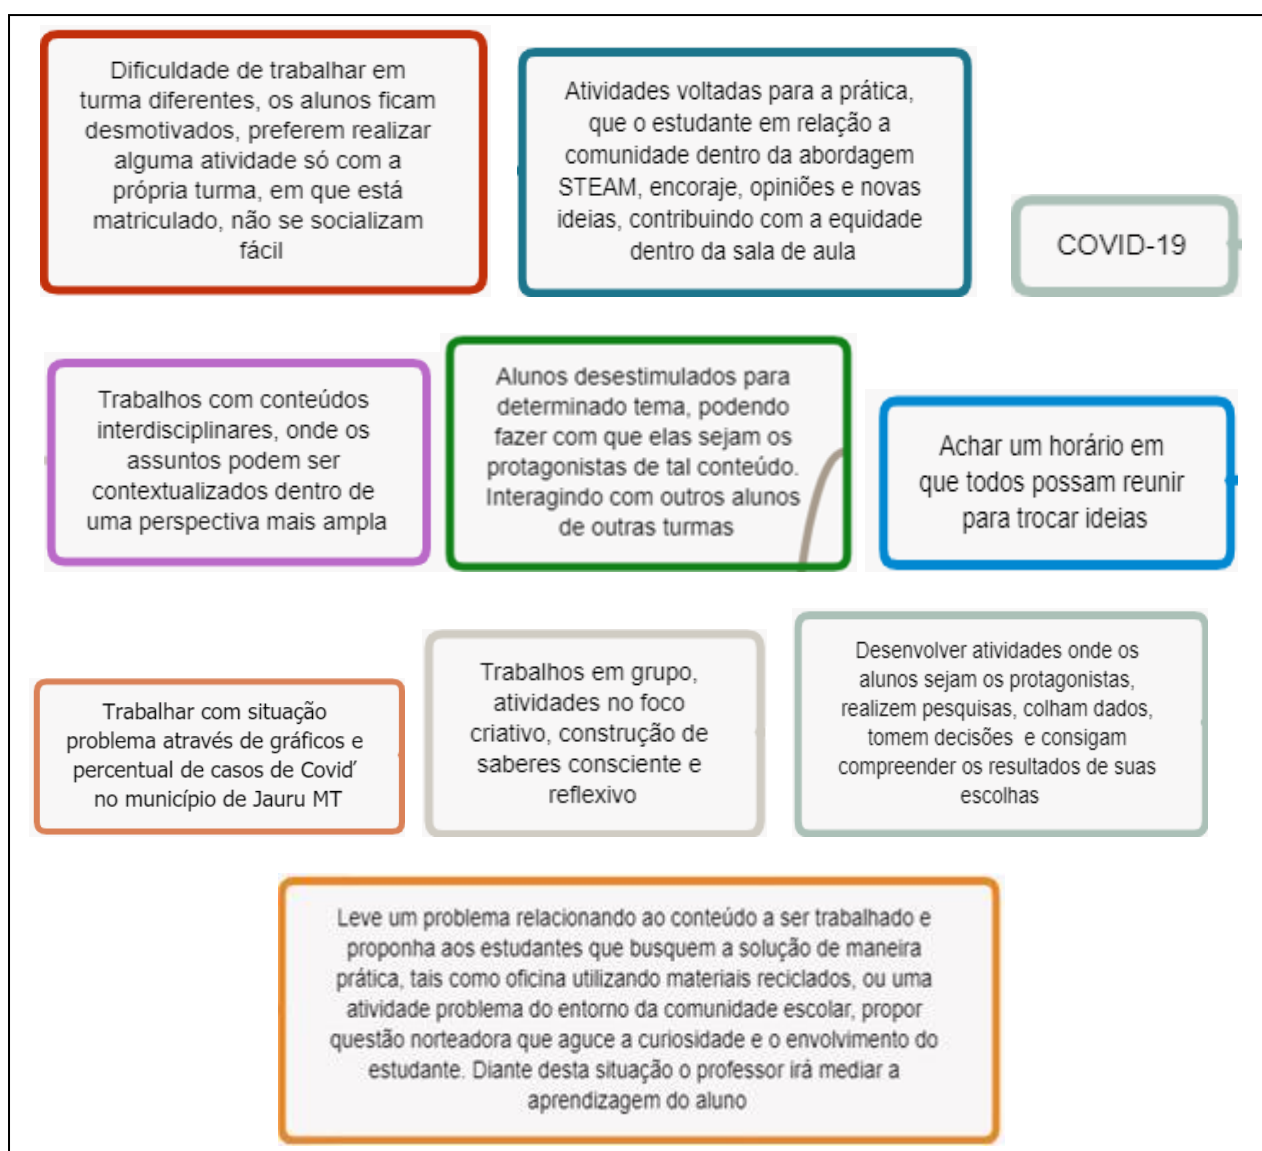 Dificuldade de trabalhar em
turma diferentes, os alunos ficam
desmotivados, preferem realizar
alguma atividade só com a
própria turma, em que está
matriculado, não se socializam
fácil
Atividades voltadas para a prática,
que o estudante em relação a
comunidade dentro da abordagem
STEAM, encoraje, opiniões e novas
ideias, contribuindo com a equidade
dentro da sala de aula
COVID-19
Trabalhos com conteúdos
interdisciplinares, onde os
assuntos podem ser
contextualizados dentro de
uma perspectiva mais ampla
Alunos desestimulados para
determinado tema, podendo
fazer com que elas sejam os
protagonistas de tal conteúdo.
Interagindo com outros alunos
de outras turmas
Achar um horário em
que todos possam reunir
para trocar ideias
Trabalhar com situação
problema através de gráficos e
percentual de casos de Covid'
no município de Jauru MT
Trabalhos em grupo,
atividades no foco
criativo, construção de
saberes consciente e
reflexivo
Desenvolver atividades onde os
alunos sejam os protagonistas,
realizem pesquisas, colham dados,
tomem decisões e consigam
compreender os resultados de suas
escolhas
Leve um problema relacionando ao conteúdo a ser trabalhado e
proponha aos estudantes que busquem a solução de maneira
prática, tais como oficina utilizando materiais reciclados, ou uma
atividade problema do entorno da comunidade escolar, propor
questão norteadora que aguce a curiosidade e o envolvimento do
estudante. Diante desta situação o professor irá mediar a
aprendizagem do aluno